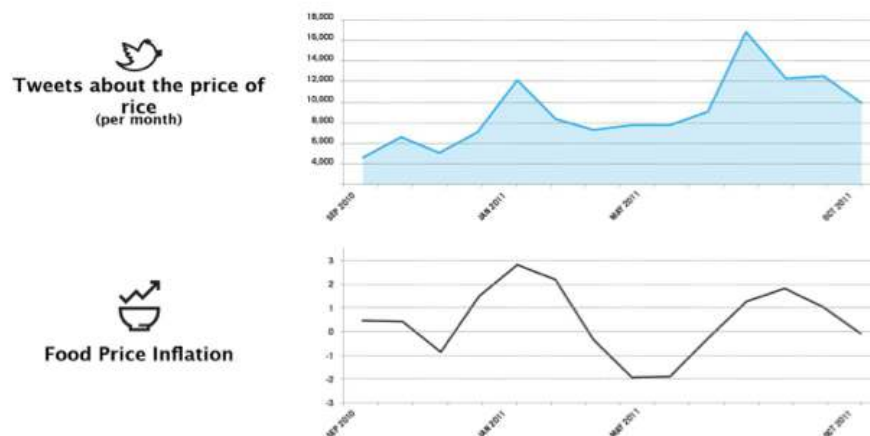 Tweets about the price of
rice
(per month)
18,000
16,000
14,000
12,000
10,000
8,000
6,000
4,000
SEP 2010
JAN 2011
MAY 2011
OCT 2011
Food Price Inflation
3
2
1
0
-1
-2
-3
SEP 2010
JAN 2011
MAY 2011
OCT 2011